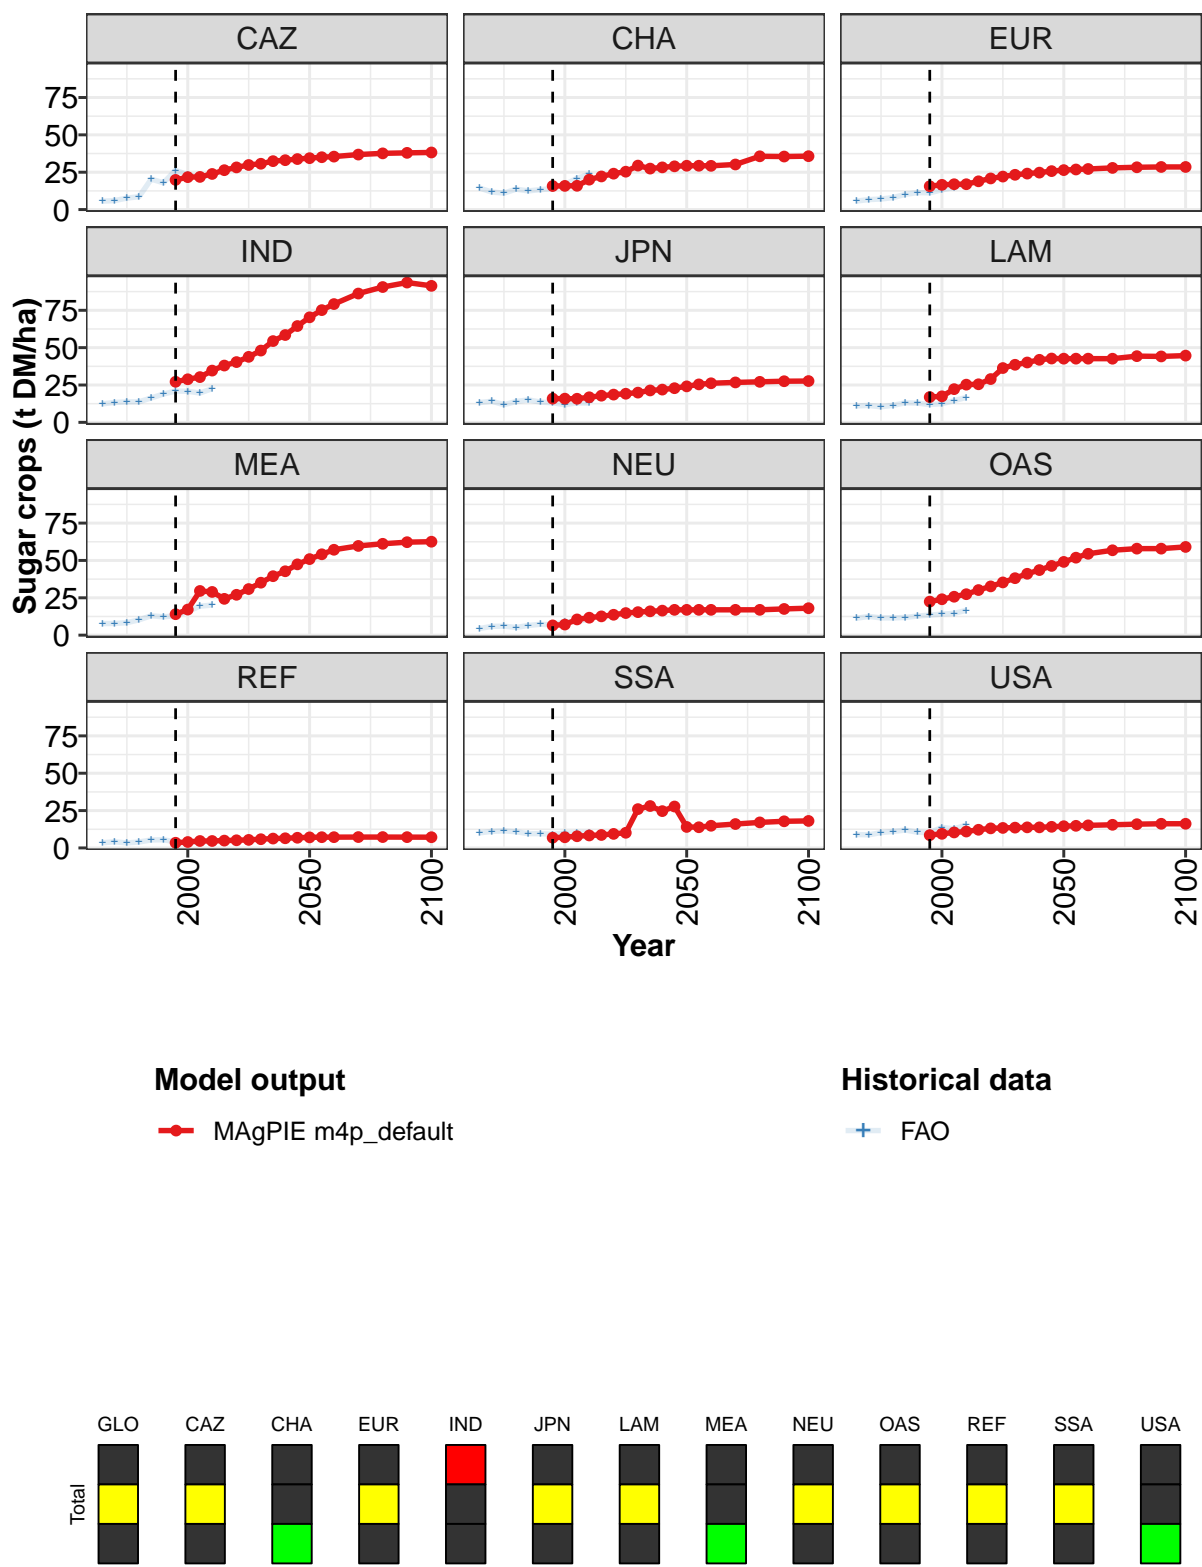 CAZ CHA EUR
75
50
25
0
IND JPN LAM
75
50
25
0
MEA NEU OAS
75
50
25
0
REF SSA USA
75
50
25
0
Sugar crops (t DM/ha)
2000 2050 2100 2000 2050 2100 2000 2050 2100
Year
Model output Historical data
MAgPIE m4p_default FAO
GLO CAZ CHA EUR IND JPN LAM MEA NEU OAS REF SSA USA
Total